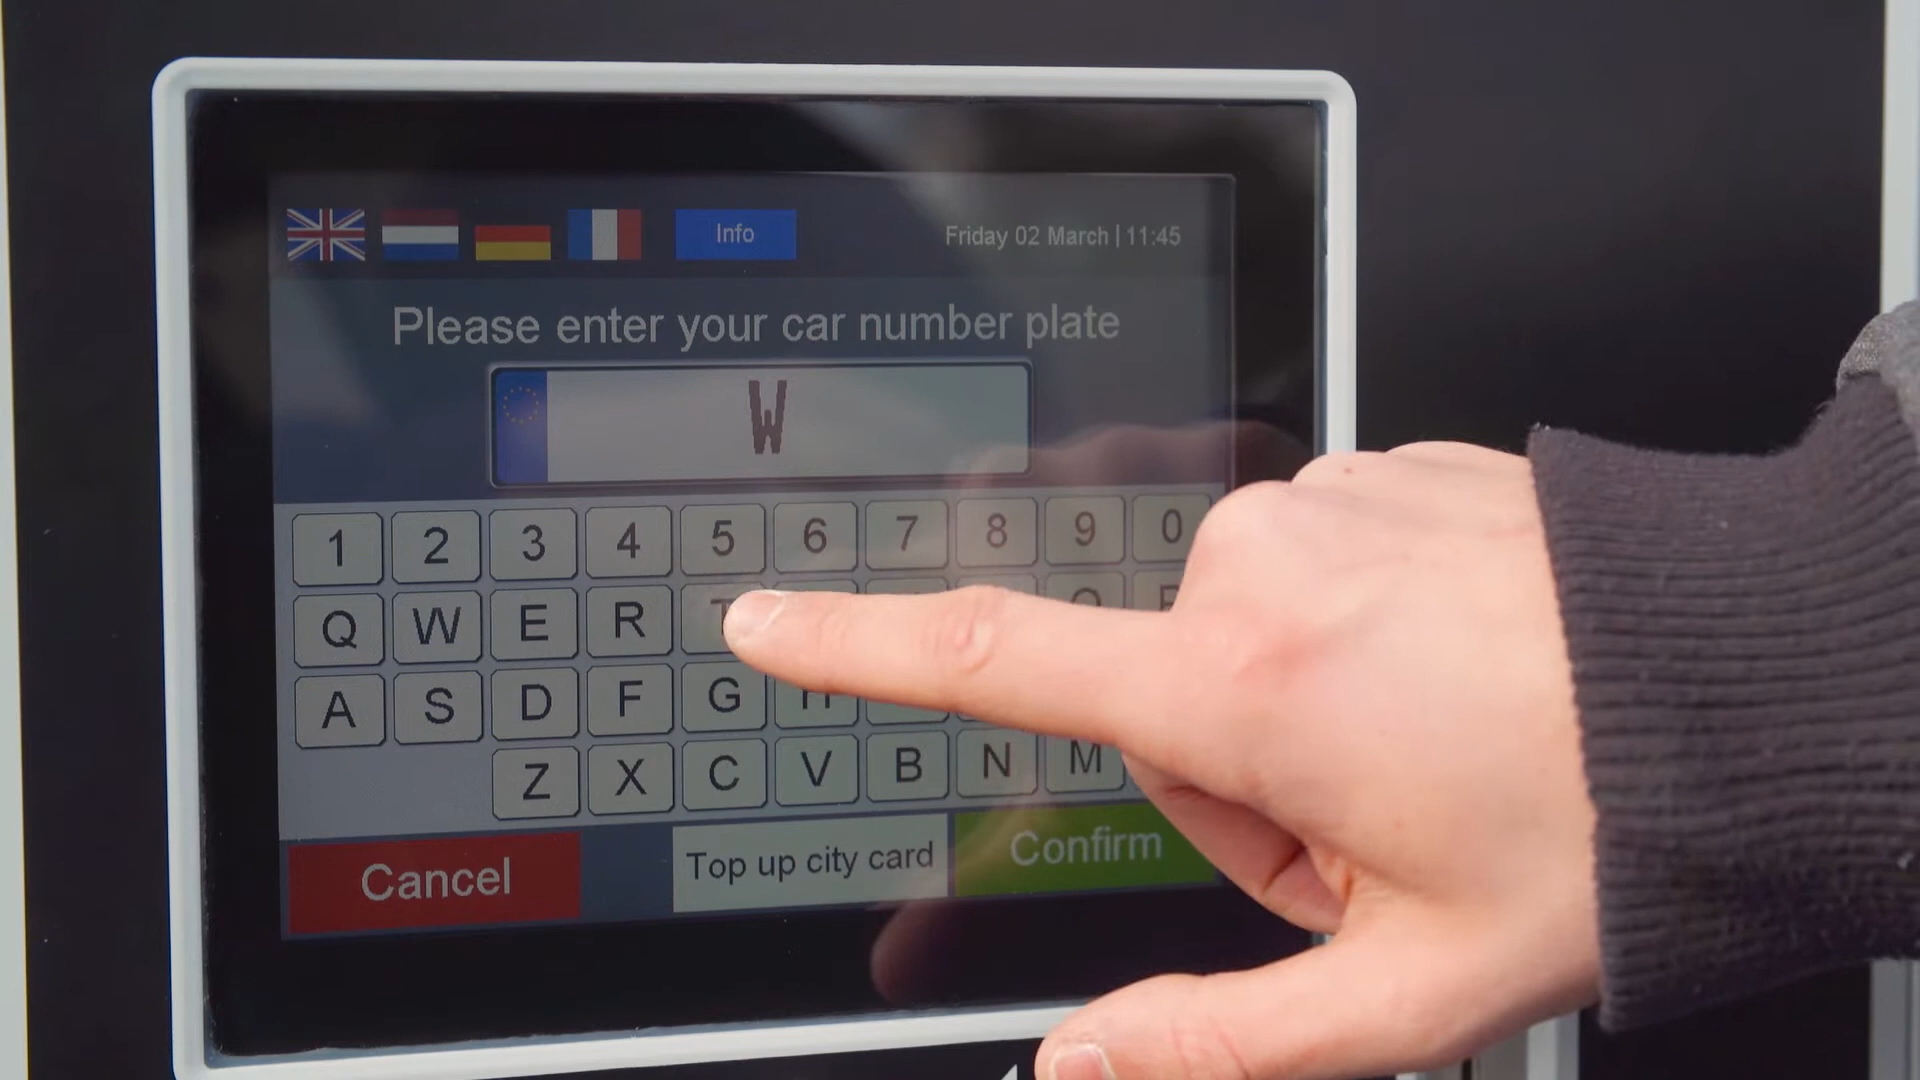 Info
Friday 02 March | 11:45
Please enter your car number plate
W
1 2 3 4 5 6 7 8 9 0
Q W E R T O P
A S D F G H
Z X C V B N M
Cancel
Top up city card
Confirm